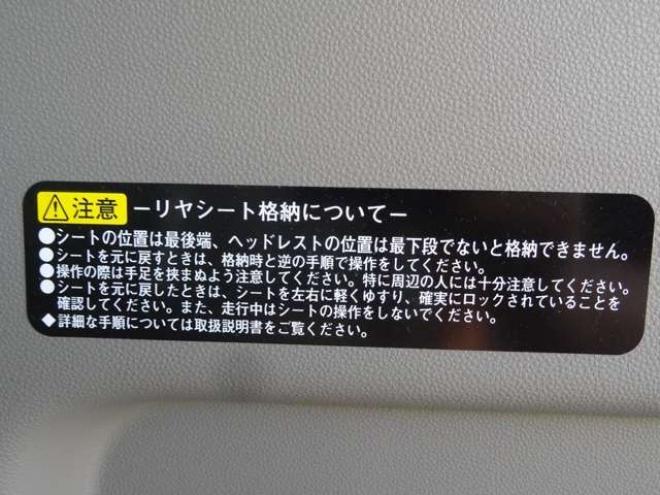 ⚠注意 −リヤシート格納について−
●シートの位置は最後端、ヘッドレストの位置は最下段でないと格納できません。
●シートを元に戻すときは、格納時と逆の手順で操作をしてください。
●操作の際は手足を挟まぬよう注意してください。特に周辺の人には十分注意してください。
●シートを元に戻したときは、シートを左右に軽くゆすり、確実にロックされていることを
確認してください。また、走行中はシートの操作をしないでください。
◆詳細な手順については取扱説明書をご覧ください。